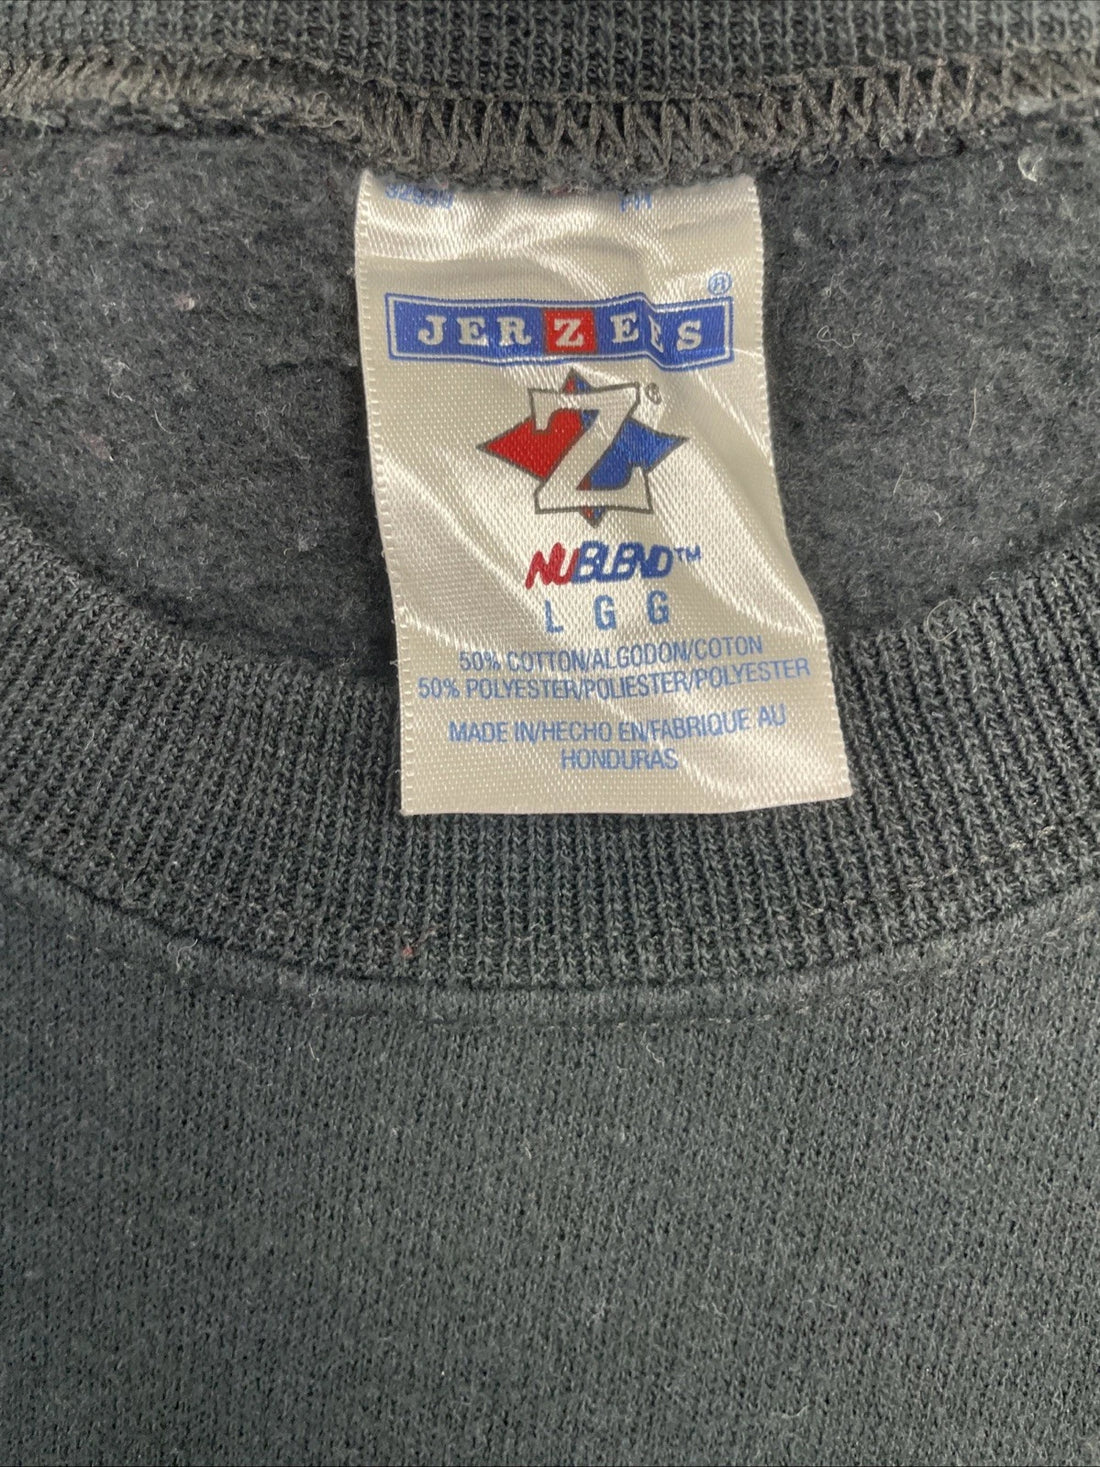 JERZEES®
Z®
NUBLEND™
L G G
50% COTTON/ALGODON/COTON
50% POLYESTER/POLIESTER/POLYESTER
MADE IN/HECHO EN/FABRIQUE AU
HONDURAS